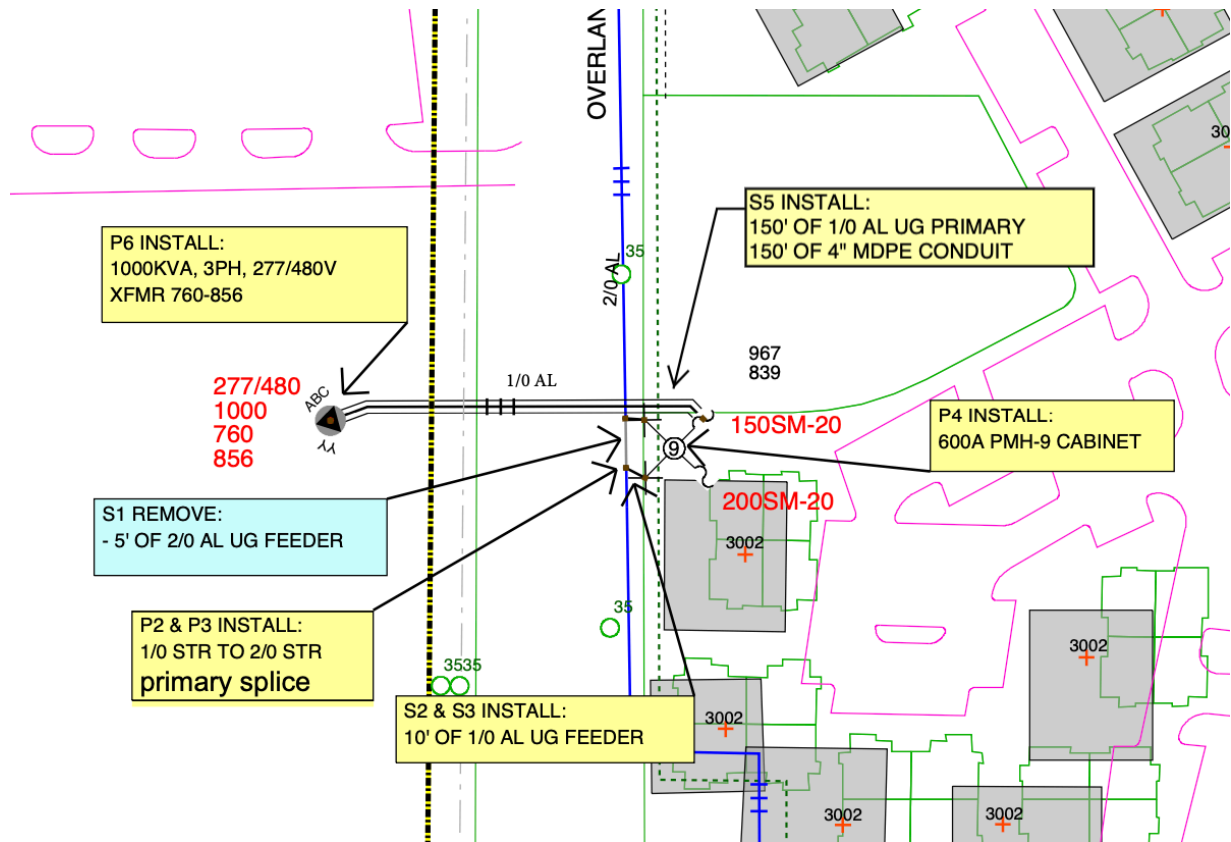 OVERLAN
S5 INSTALL:
150' OF 1/0 AL UG PRIMARY
150' OF 4" MDPE CONDUIT
P6 INSTALL:
1000KVA, 3PH, 277/480V
XFMR 760-856
35
2/0 AL
967
839
277/480
1000
760
856
ABC
YY
1/0 AL
150SM-20
9
200SM-20
P4 INSTALL:
600A PMH-9 CABINET
S1 REMOVE:
- 5' OF 2/0 AL UG FEEDER
P2 & P3 INSTALL:
1/0 STR TO 2/0 STR
primary splice
S2 & S3 INSTALL:
10' OF 1/0 AL UG FEEDER
3002
35
3535
3002
3002
3002
3002
30